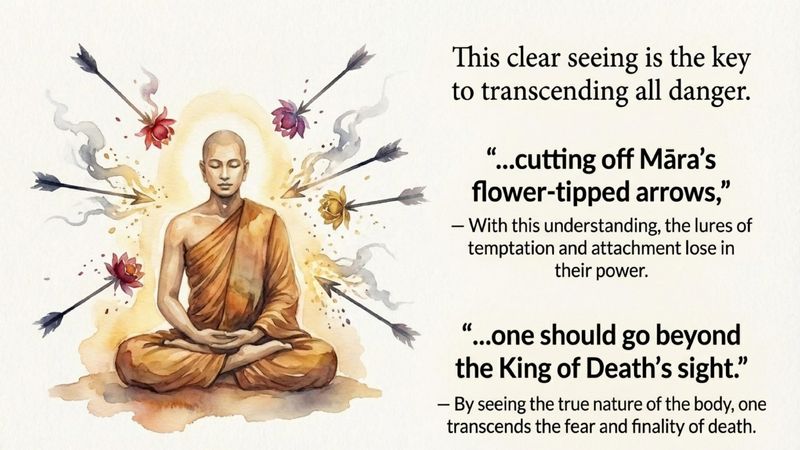 This clear seeing is the key
to transcending all danger.
“...cutting off Māra’s
flower-tipped arrows,”
– With this understanding, the lures of
temptation and attachment lose in
their power.
“...one should go beyond
the King of Death’s sight.”
– By seeing the true nature of the body, one
transcends the fear and finality of death.